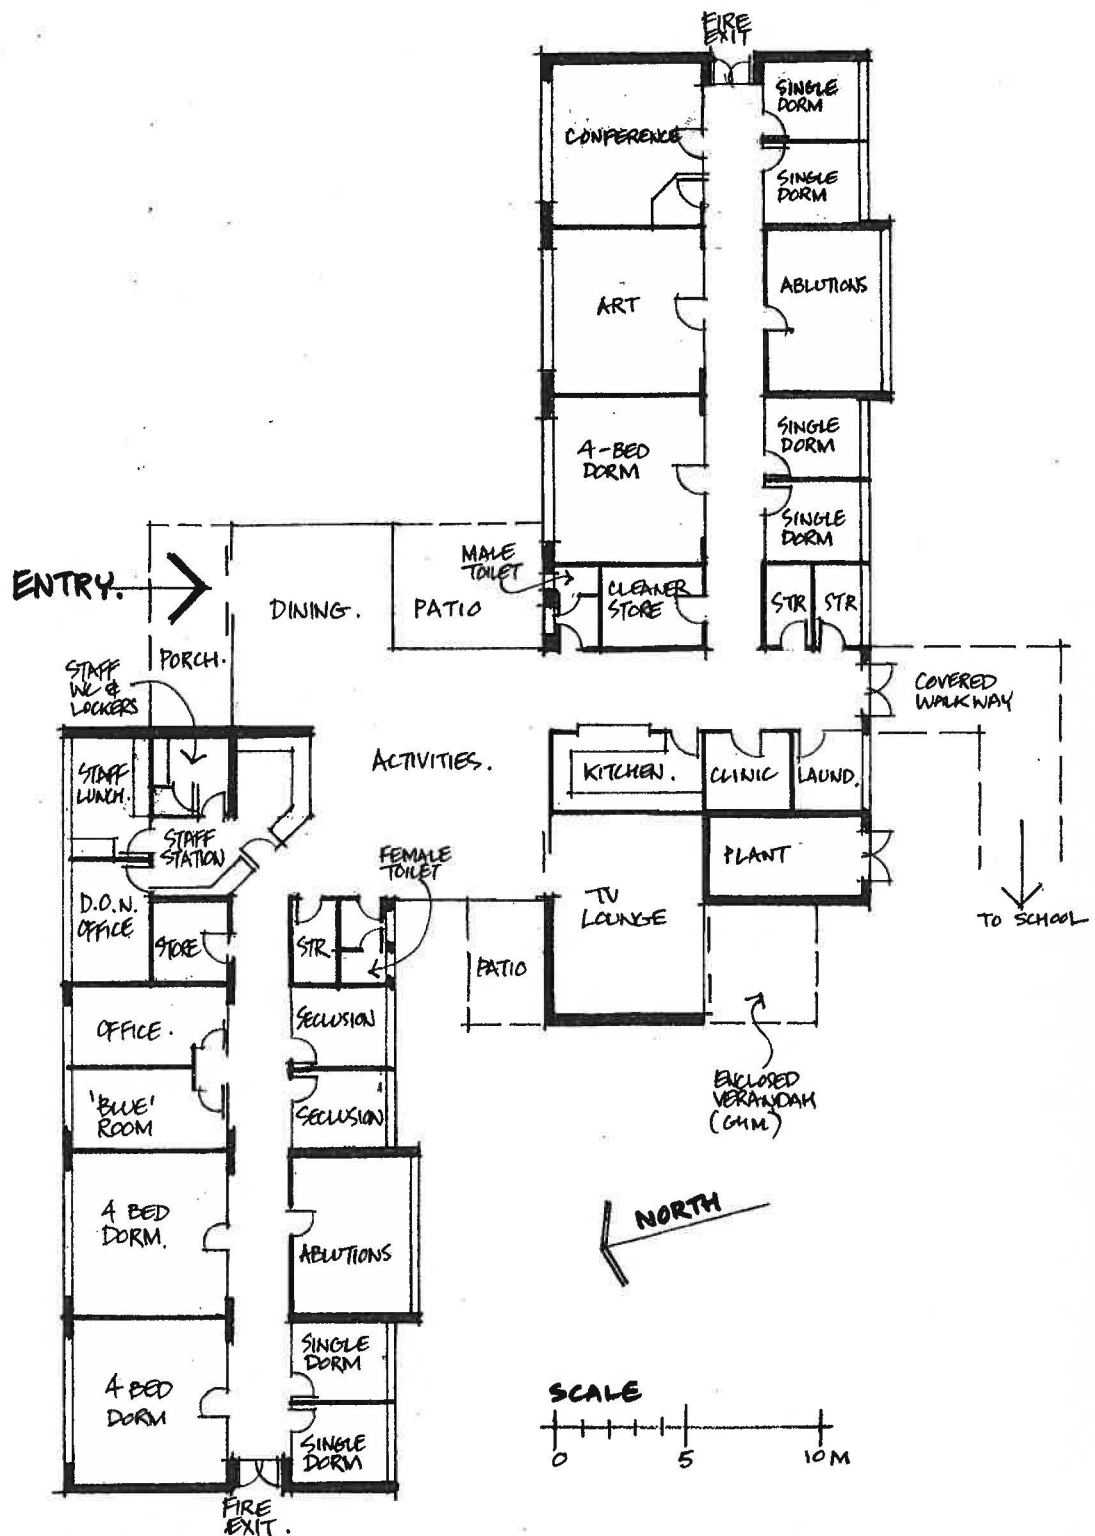 FIRE
EXIT
SINGLE
DORM
CONFERENCE
SINGLE
DORM
ABLUTIONS
ART
SINGLE
DORM
4-BED
DORM
SINGLE
DORM
MALE
TOILET
CLEANER
STORE
STR
STR
ENTRY.
DINING.
PATIO
PORCH.
STAFF
WC &
LOCKERS
COVERED
WALKWAY
ACTIVITIES.
KITCHEN.
CLINIC
LAUND.
STAFF
LUNCH.
STAFF
STATION
FEMALE
TOILET
PLANT
TV
LOUNGE
TO SCHOOL
D.O.N.
OFFICE
STORE
STR.
PATIO
OFFICE.
SECLUSION
'BLUE'
ROOM
SECLUSION
ENCLOSED
VERANDAH
(GYM)
4 BED
DORM.
ABLUTIONS
NORTH
SINGLE
DORM
4 BED
DORM
SINGLE
DORM
SCALE
0 5 10M
FIRE
EXIT.